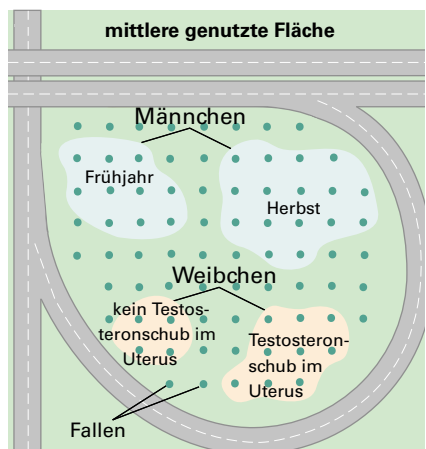 mittlere genutzte Fläche
Männchen
Frühjahr
Herbst
Weibchen
kein Testos-
teronschub im
Uterus
Testosteron-
schub im
Uterus
Fallen